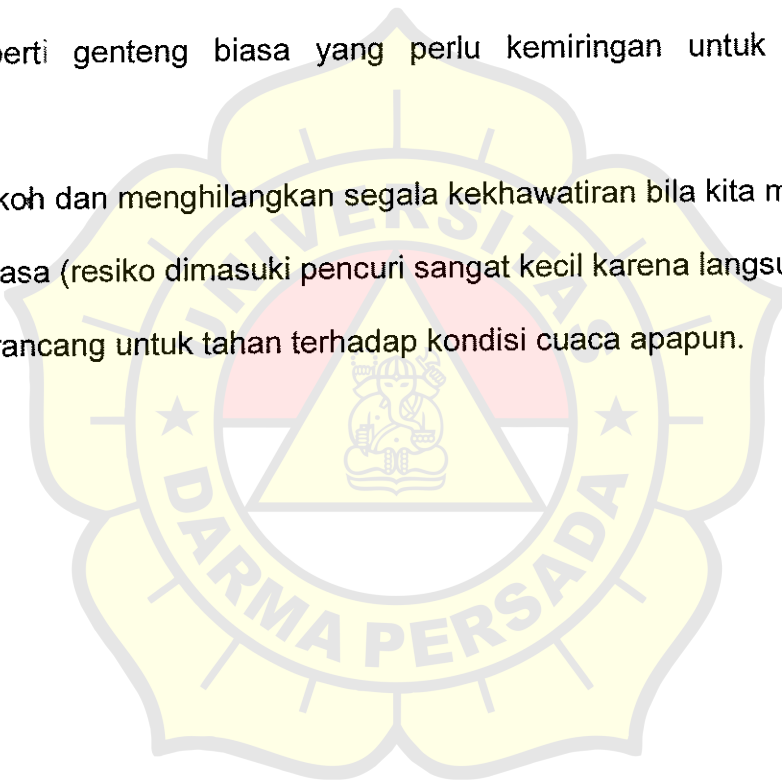 perti genteng biasa yang perlu kemiringan untuk
koh dan menghilangkan segala kekhawatiran bila kita m
asa (resiko dimasuki pencuri sangat kecil karena langsu
rancang untuk tahan terhadap kondisi cuaca apapun.
UNIVERSITAS
DARMA PERSADA